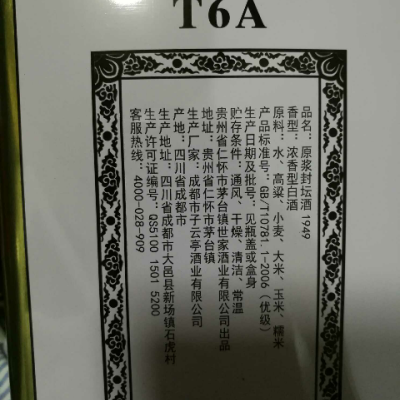 T6A
品名：原浆封坛酒 1949
香型：浓香型白酒
原料：水、高粱、小麦、大米、玉米、糯米
产品标准号：GB/T10781.1-2006（优级）
生产日期及批号：见瓶盖或盒身
贮存条件：通风、干燥、清洁、常温
贵州省仁怀市茅台镇世家酒业有限公司出品
地址：贵州省仁怀市茅台镇
生产厂家：成都市子云亭酒业有限公司
产地：四川省成都市
生产地址：四川省成都市大邑县新场镇石虎村
生产许可证编号：QS5100 1501 5200
客服热线：4000-028-909